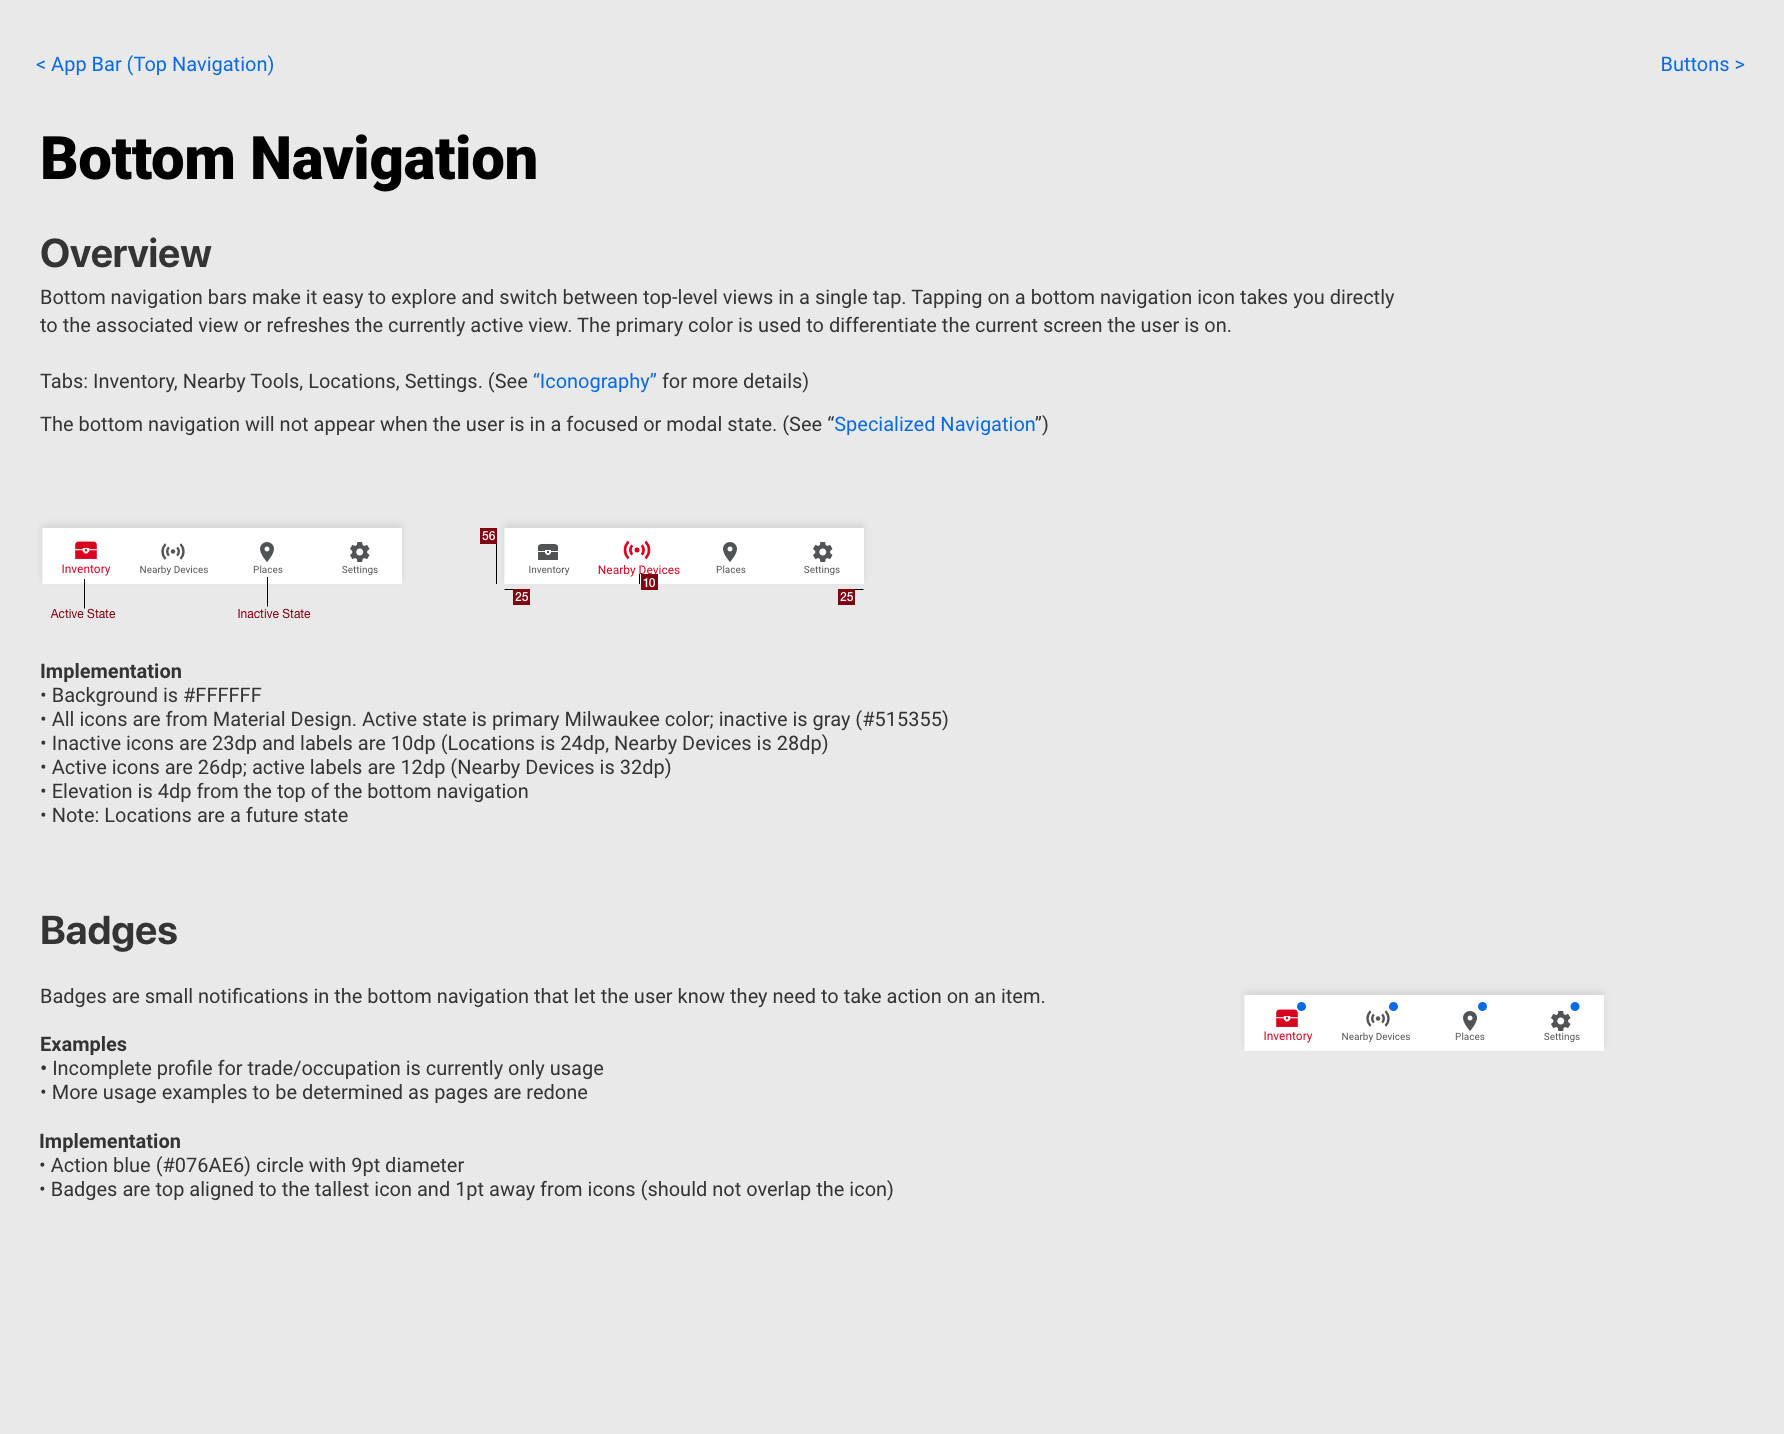 < App Bar (Top Navigation)
Buttons >
Bottom Navigation
Overview
Bottom navigation bars make it easy to explore and switch between top-level views in a single tap. Tapping on a bottom navigation icon takes you directly
to the associated view or refreshes the currently active view. The primary color is used to differentiate the current screen the user is on.
Tabs: Inventory, Nearby Tools, Locations, Settings. (See “Iconography” for more details)
The bottom navigation will not appear when the user is in a focused or modal state. (See “Specialized Navigation”)
Inventory Nearby Devices Places Settings
Active State Inactive State
56
Inventory Nearby Devices Places Settings
10
25 25
Implementation
• Background is #FFFFFF
• All icons are from Material Design. Active state is primary Milwaukee color; inactive is gray (#515355)
• Inactive icons are 23dp and labels are 10dp (Locations is 24dp, Nearby Devices is 28dp)
• Active icons are 26dp; active labels are 12dp (Nearby Devices is 32dp)
• Elevation is 4dp from the top of the bottom navigation
• Note: Locations are a future state
Badges
Badges are small notifications in the bottom navigation that let the user know they need to take action on an item.
Examples
• Incomplete profile for trade/occupation is currently only usage
• More usage examples to be determined as pages are redone
Implementation
• Action blue (#076AE6) circle with 9pt diameter
• Badges are top aligned to the tallest icon and 1pt away from icons (should not overlap the icon)
Inventory Nearby Devices Places Settings